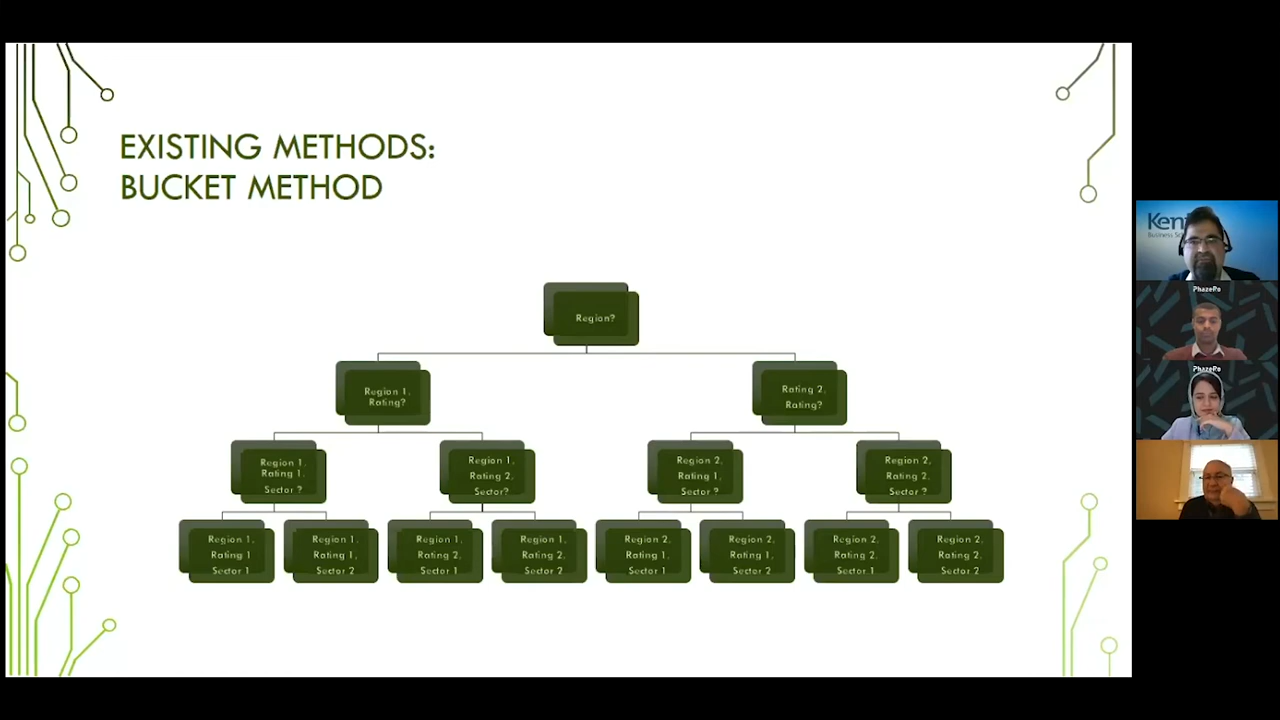 EXISTING METHODS:
BUCKET METHOD
Region?
Region 1,
Rating?
Rating 2,
Rating?
Region 1,
Rating 1,
Sector ?
Region 1,
Rating 2,
Sector?
Region 2,
Rating 1,
Sector ?
Region 2,
Rating 2,
Sector ?
Region 1,
Rating 1
Sector 1
Region 1,
Rating 1,
Sector 2
Region 1,
Rating 2,
Sector 1
Region 1,
Rating 2,
Sector 2
Region 2,
Rating 1,
Sector 1
Region 2,
Rating 1,
Sector 2
Region 2,
Rating 2,
Sector 1
Region 2,
Rating 2,
Sector 2
Kent
Business
PhazeRo
PhazeRo